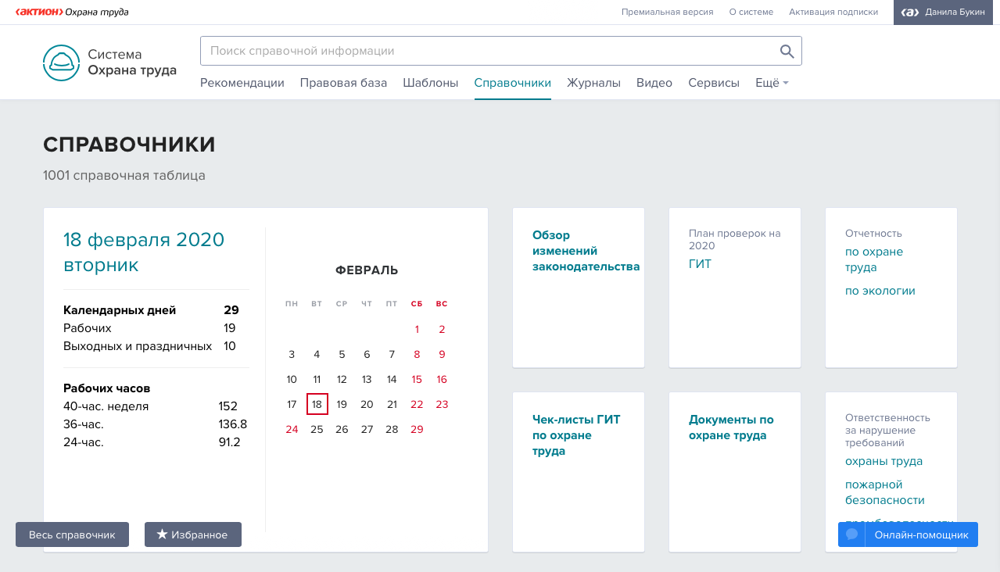 актион Охрана труда
Премиальная версия О системе Активация подписки Данила Букин
Система
Охрана труда
Поиск справочной информации
Рекомендации Правовая база Шаблоны Справочники Журналы Видео Сервисы Ещё
СПРАВОЧНИКИ
1001 справочная таблица
18 февраля 2020
вторник
Календарных дней 29
Рабочих 19
Выходных и праздничных 10
Рабочих часов
40-час. неделя 152
36-час. 136.8
24-час. 91.2
ФЕВРАЛЬ
ПН ВТ СР ЧТ ПТ СБ ВС
1 2
3 4 5 6 7 8 9
10 11 12 13 14 15 16
17 18 19 20 21 22 23
24 25 26 27 28 29
Обзор
изменений
законодательства
План проверок на
2020
ГИТ
Отчетность
по охране
труда
по экологии
Чек-листы ГИТ
по охране
труда
Документы по
охране труда
Ответственность
за нарушение
требований
охраны труда
пожарной
безопасности
Весь справочник
Избранное
Онлайн-помощник